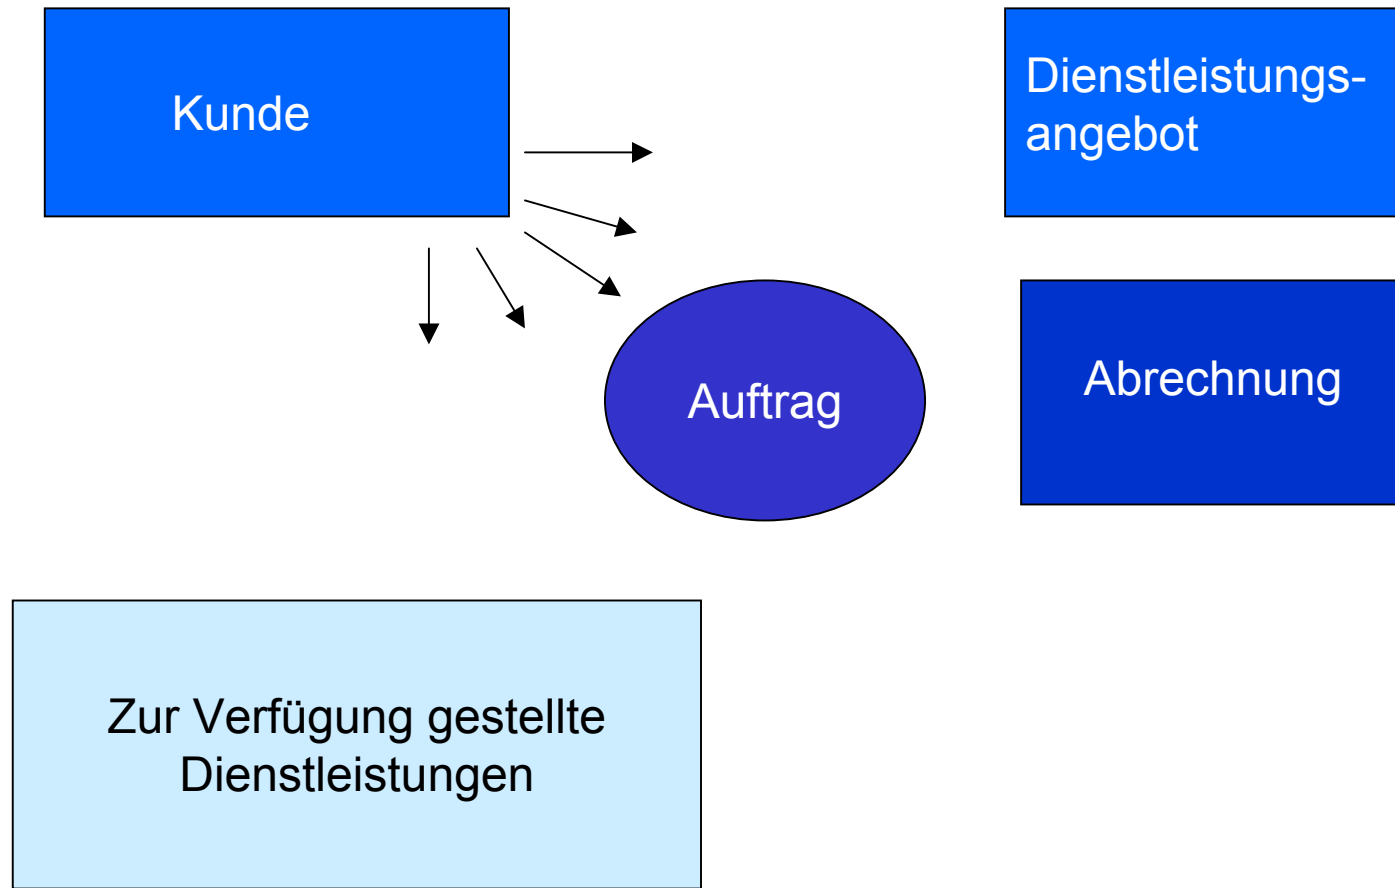 Kunde
Dienstleistungs-
angebot
Auftrag
Abrechnung
Zur Verfügung gestellte
Dienstleistungen